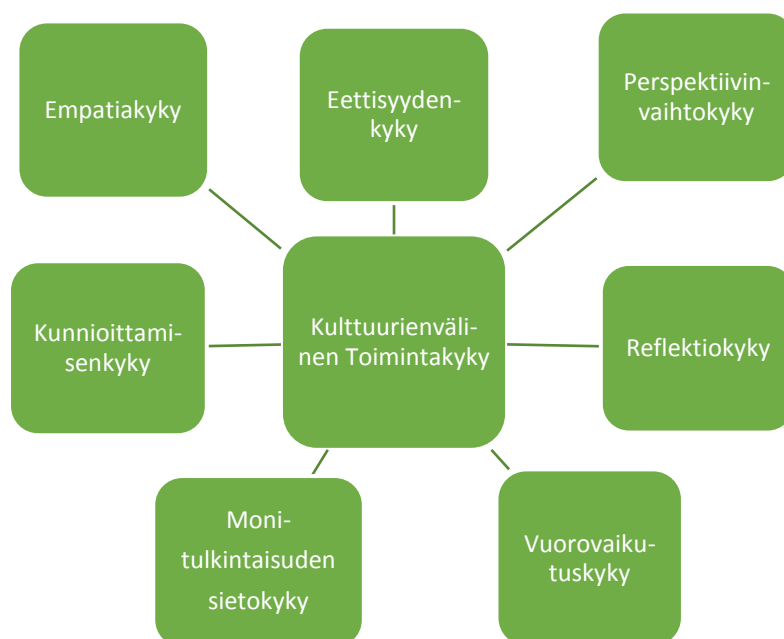 Empatiakyky
Eettisyyden-
kyky
Perspektiivin-
vaihtokyky
Kunnioittami-
senkyky
Kulttuurienväli-
nen Toimintakyky
Reflektiokyky
Moni-
tulkintaisuden
sietokyky
Vuorovaiku-
tuskyky